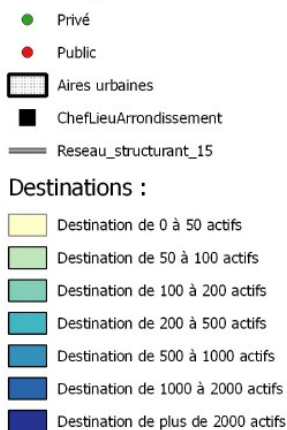 Privé
Public
Aires urbaines
ChefLieuArrondissement
Reseau_structurant_15
Destinations :
Destination de 0 à 50 actifs
Destination de 50 à 100 actifs
Destination de 100 à 200 actifs
Destination de 200 à 500 actifs
Destination de 500 à 1000 actifs
Destination de 1000 à 2000 actifs
Destination de plus de 2000 actifs